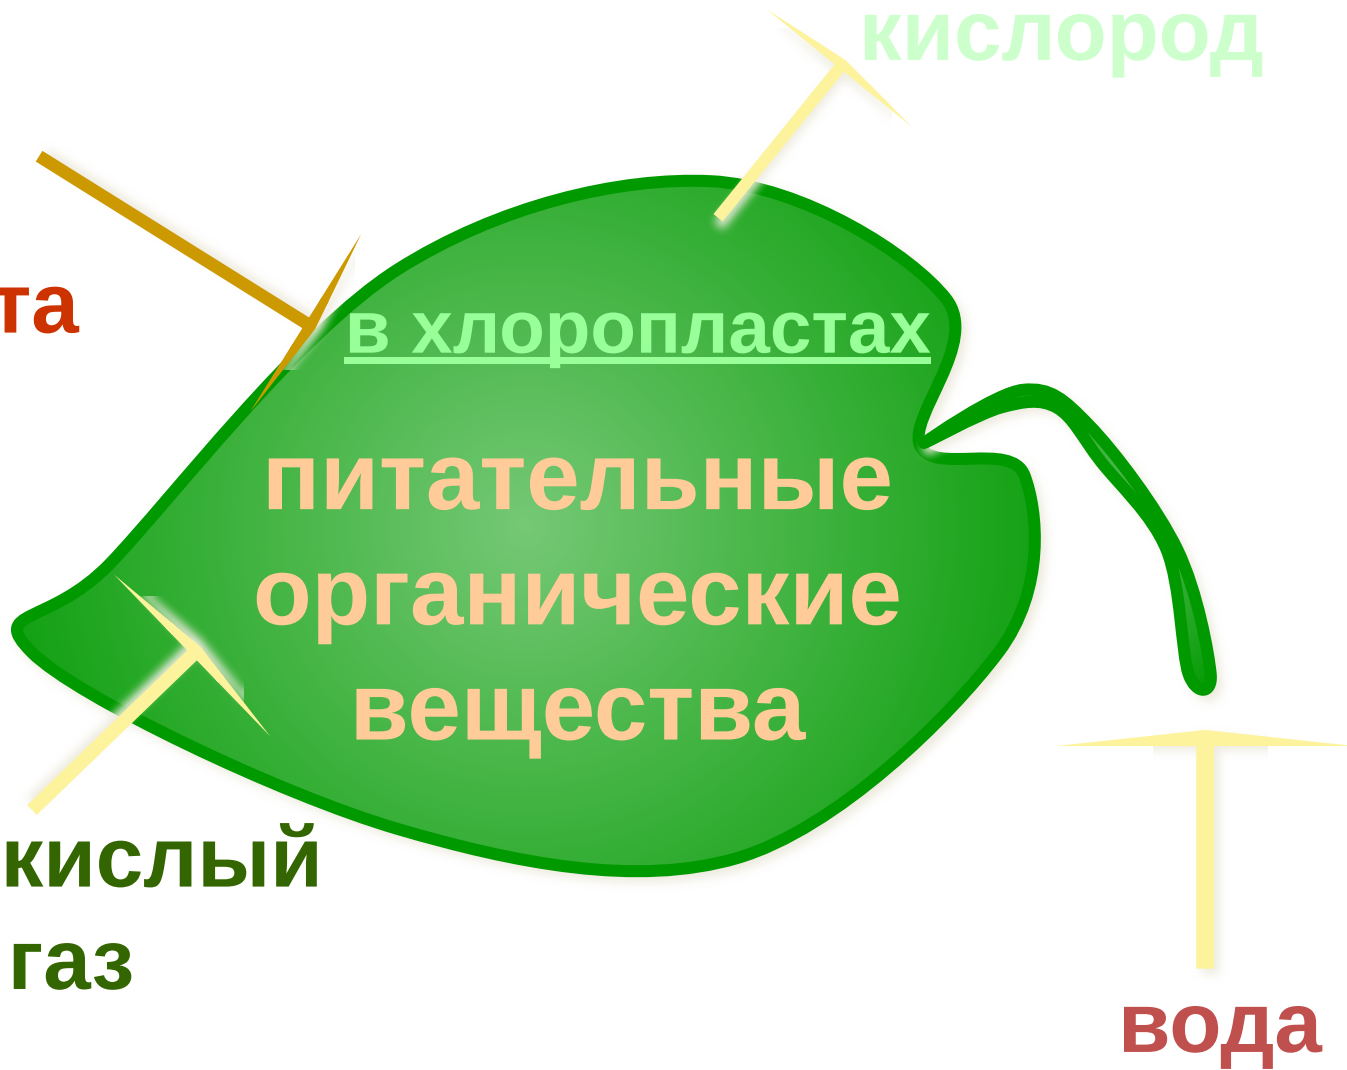 кислород
та
в хлоропластах
питательные
органические
вещества
кислый
газ
вода